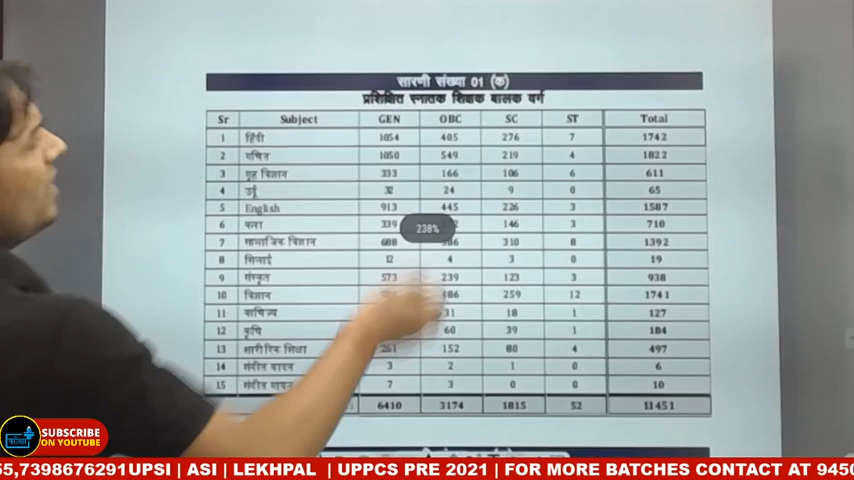 सारणी संख्या 01 (क)
प्रशिक्षित स्नातक शिक्षक बालक वर्ग
Sr Subject GEN OBC SC ST Total
1 हिंदी 1054 405 276 7 1742
2 गणित 1050 549 219 4 1822
3 गृह विज्ञान 333 166 106 6 611
4 उर्दू 32 24 9 0 65
5 English 913 445 226 3 1587
6 कला 339 146 3 710
7 सामाजिक विज्ञान 688 310 8 1392
8 सिलाई 12 4 3 0 19
9 संस्कृत 573 239 123 3 938
10 विज्ञान 486 259 12 1741
11 वाणिज्य 31 18 1 127
12 कृषि 60 39 1 184
13 शारीरिक शिक्षा 261 152 80 4 497
14 संगीत वादन 3 2 1 0 6
15 संगीत गायन 7 3 0 0 10
6410 3174 1815 52 11451
238%
परीक्षा
SUBSCRIBE
ON YOUTUBE
55,7398676291UPSI | ASI | LEKHPAL | UPPCS PRE 2021 | FOR MORE BATCHES CONTACT AT 9450